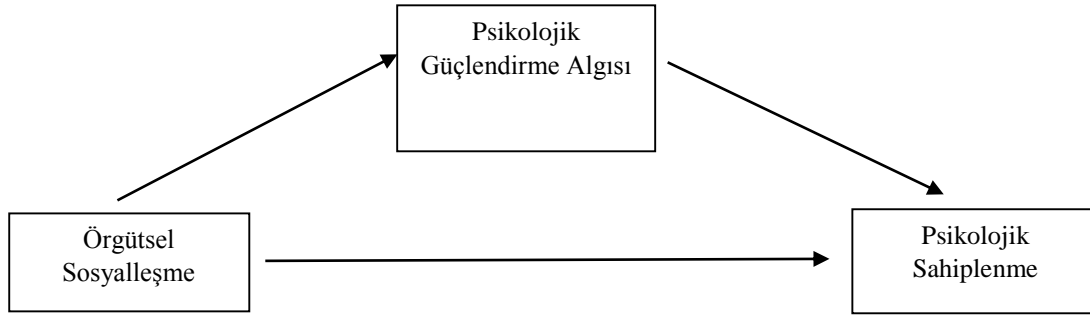 Psikolojik
Güçlendirme Algısı
Örgütsel
Sosyalleşme
Psikolojik
Sahiplenme